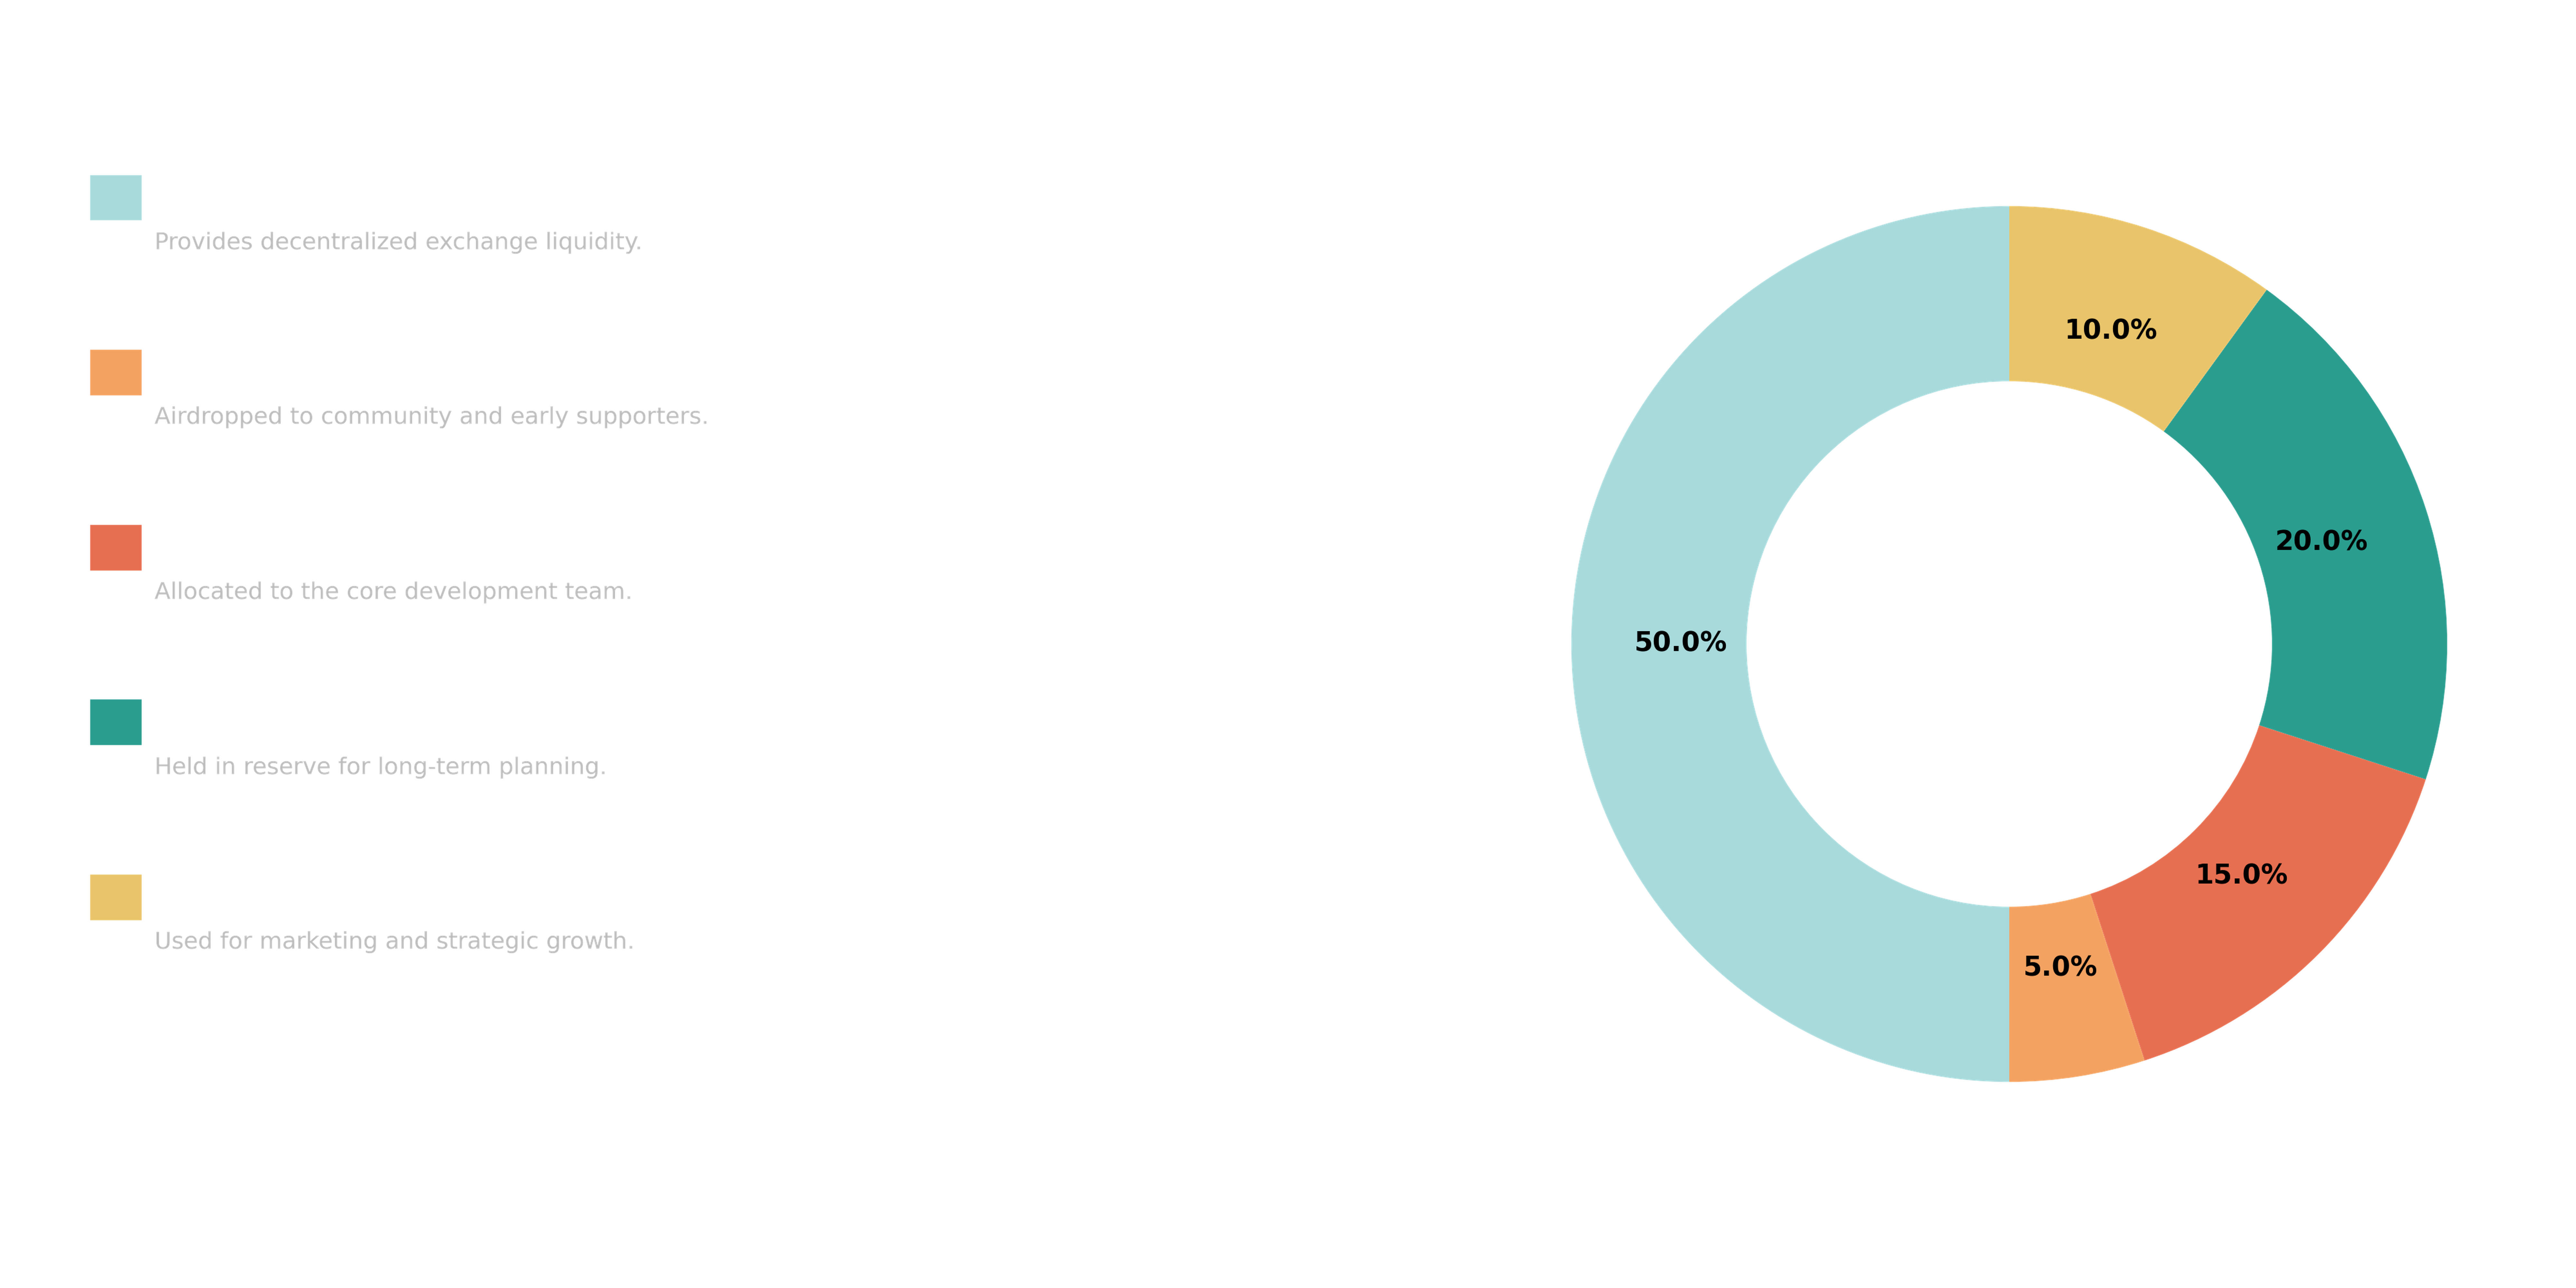 Provides decentralized exchange liquidity.
Airdropped to community and early supporters.
Allocated to the core development team.
Held in reserve for long-term planning.
Used for marketing and strategic growth.
10.0%
20.0%
50.0%
15.0%
5.0%